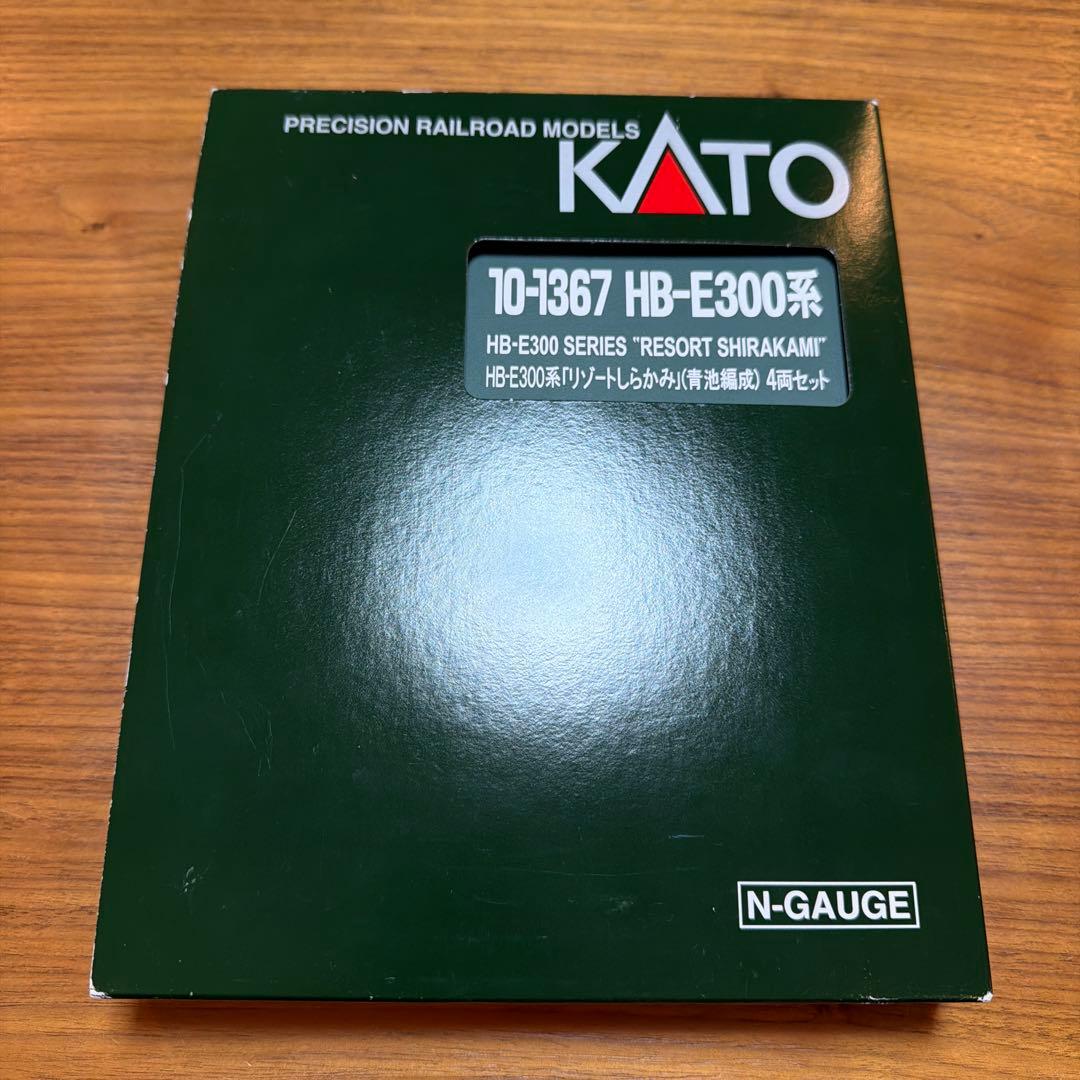 PRECISION RAILROAD MODELS
KATO
10-1367 HB-E300系
HB-E300 SERIES "RESORT SHIRAKAMI"
HB-E300系「リゾートしらかみ」(青池編成) 4両セット
N-GAUGE